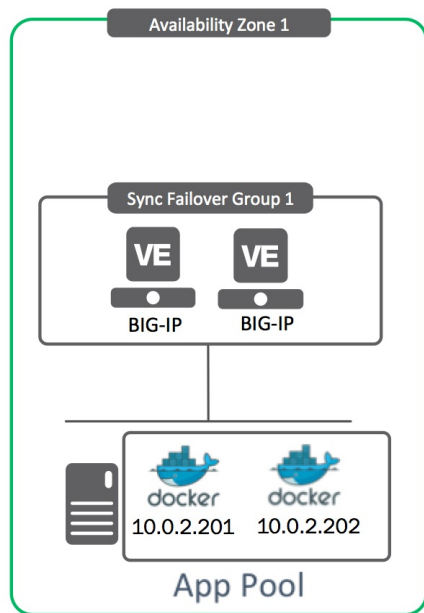 Availability Zone 1
Sync Failover Group 1
VE VE
BIG-IP BIG-IP
docker docker
10.0.2.201 10.0.2.202
App Pool